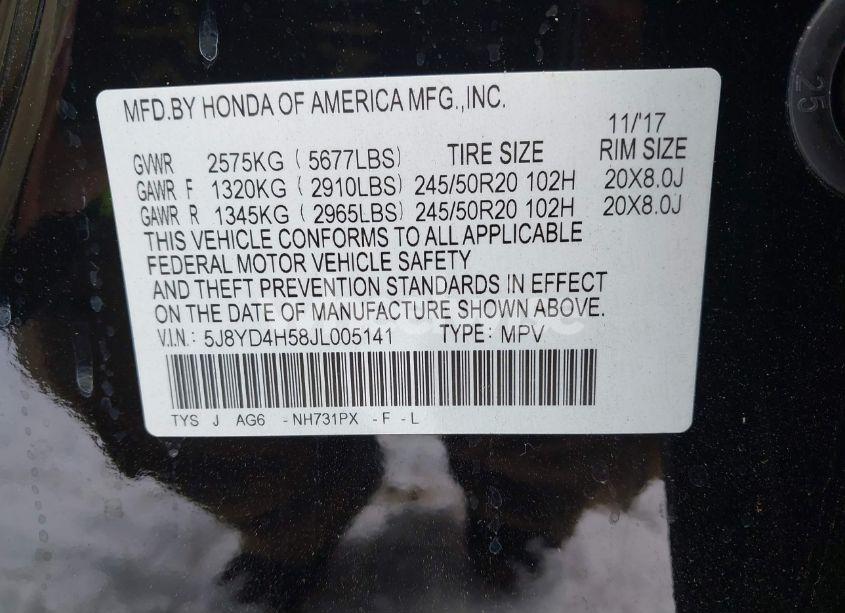 MFD.BY HONDA OF AMERICA MFG.,INC.
11/'17
GVWR 2575KG ( 5677LBS) TIRE SIZE RIM SIZE
GAWR F 1320KG ( 2910LBS) 245/50R20 102H 20X8.0J
GAWR R 1345KG ( 2965LBS) 245/50R20 102H 20X8.0J
THIS VEHICLE CONFORMS TO ALL APPLICABLE
FEDERAL MOTOR VEHICLE SAFETY
AND THEFT PREVENTION STANDARDS IN EFFECT
ON THE DATE OF MANUFACTURE SHOWN ABOVE.
V.I.N.: 5J8YD4H58JL005141 TYPE: MPV
TYS J AG6 -NH731PX -F -L
25